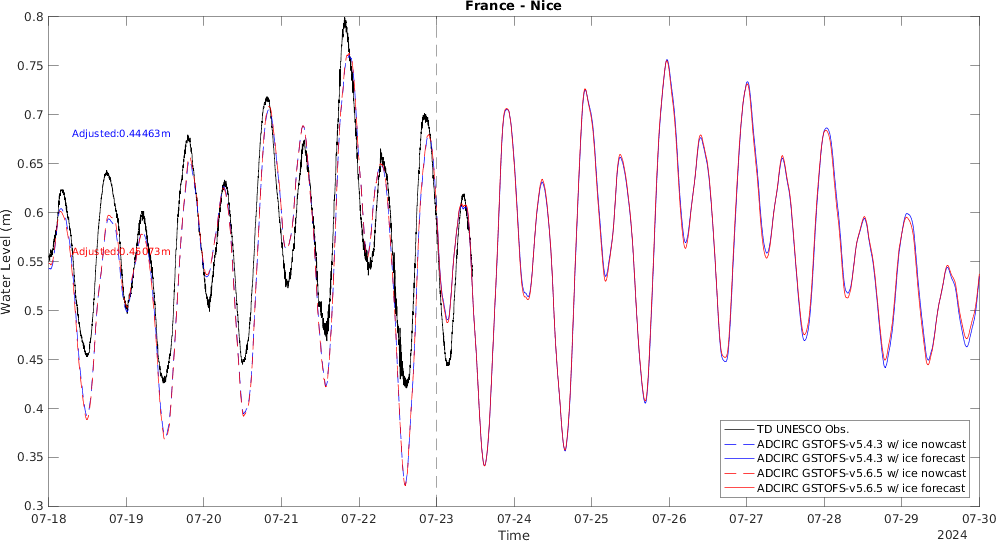 France - Nice
Water Level (m)
0.8
0.75
0.7
0.65
0.6
0.55
0.5
0.45
0.4
0.35
0.3
Adjusted:0.44463m
Adjusted:0.45073m
TD UNESCO Obs.
ADCIRC GSTOFS-v5.4.3 w/ ice nowcast
ADCIRC GSTOFS-v5.4.3 w/ ice forecast
ADCIRC GSTOFS-v5.6.5 w/ ice nowcast
ADCIRC GSTOFS-v5.6.5 w/ ice forecast
07-18 07-19 07-20 07-21 07-22 07-23 07-24 07-25 07-26 07-27 07-28 07-29 07-30
Time
2024